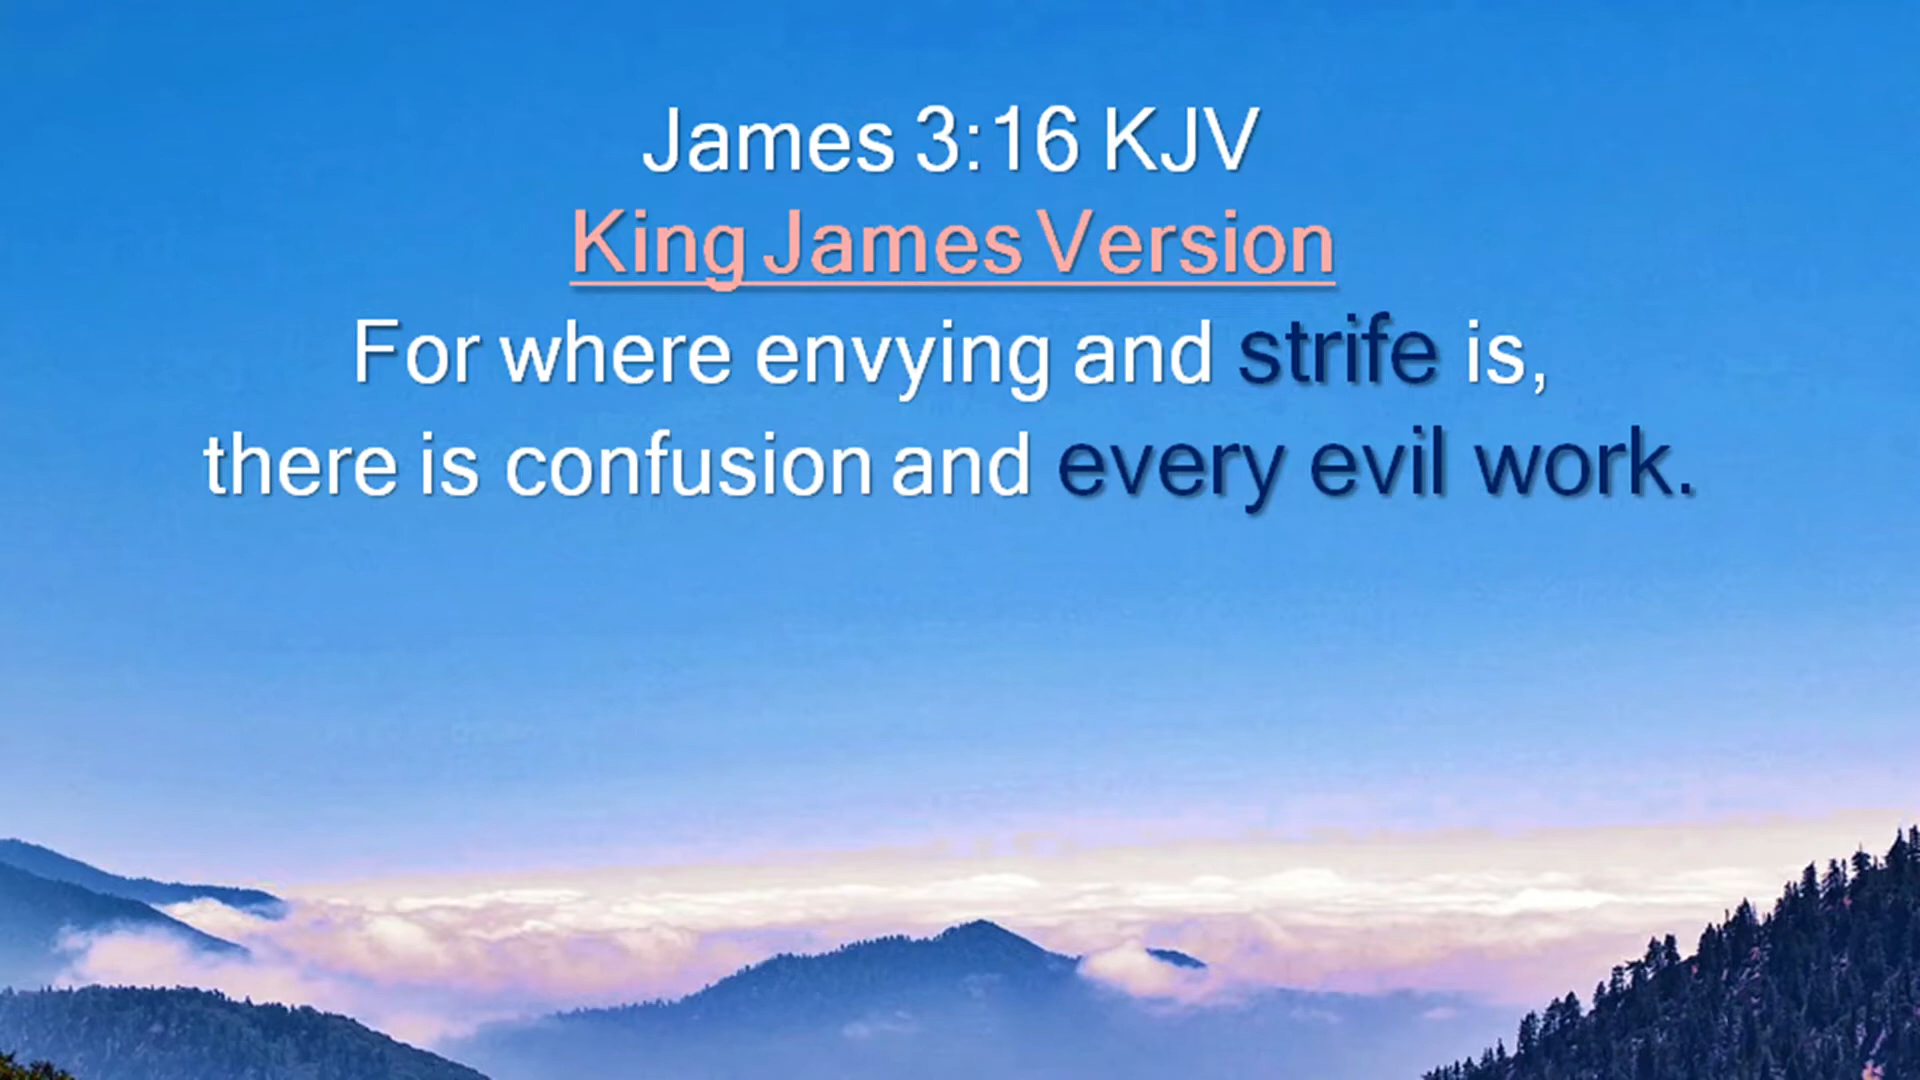 James 3:16 KJV
King James Version
For where envying and strife is,
there is confusion and every evil work.